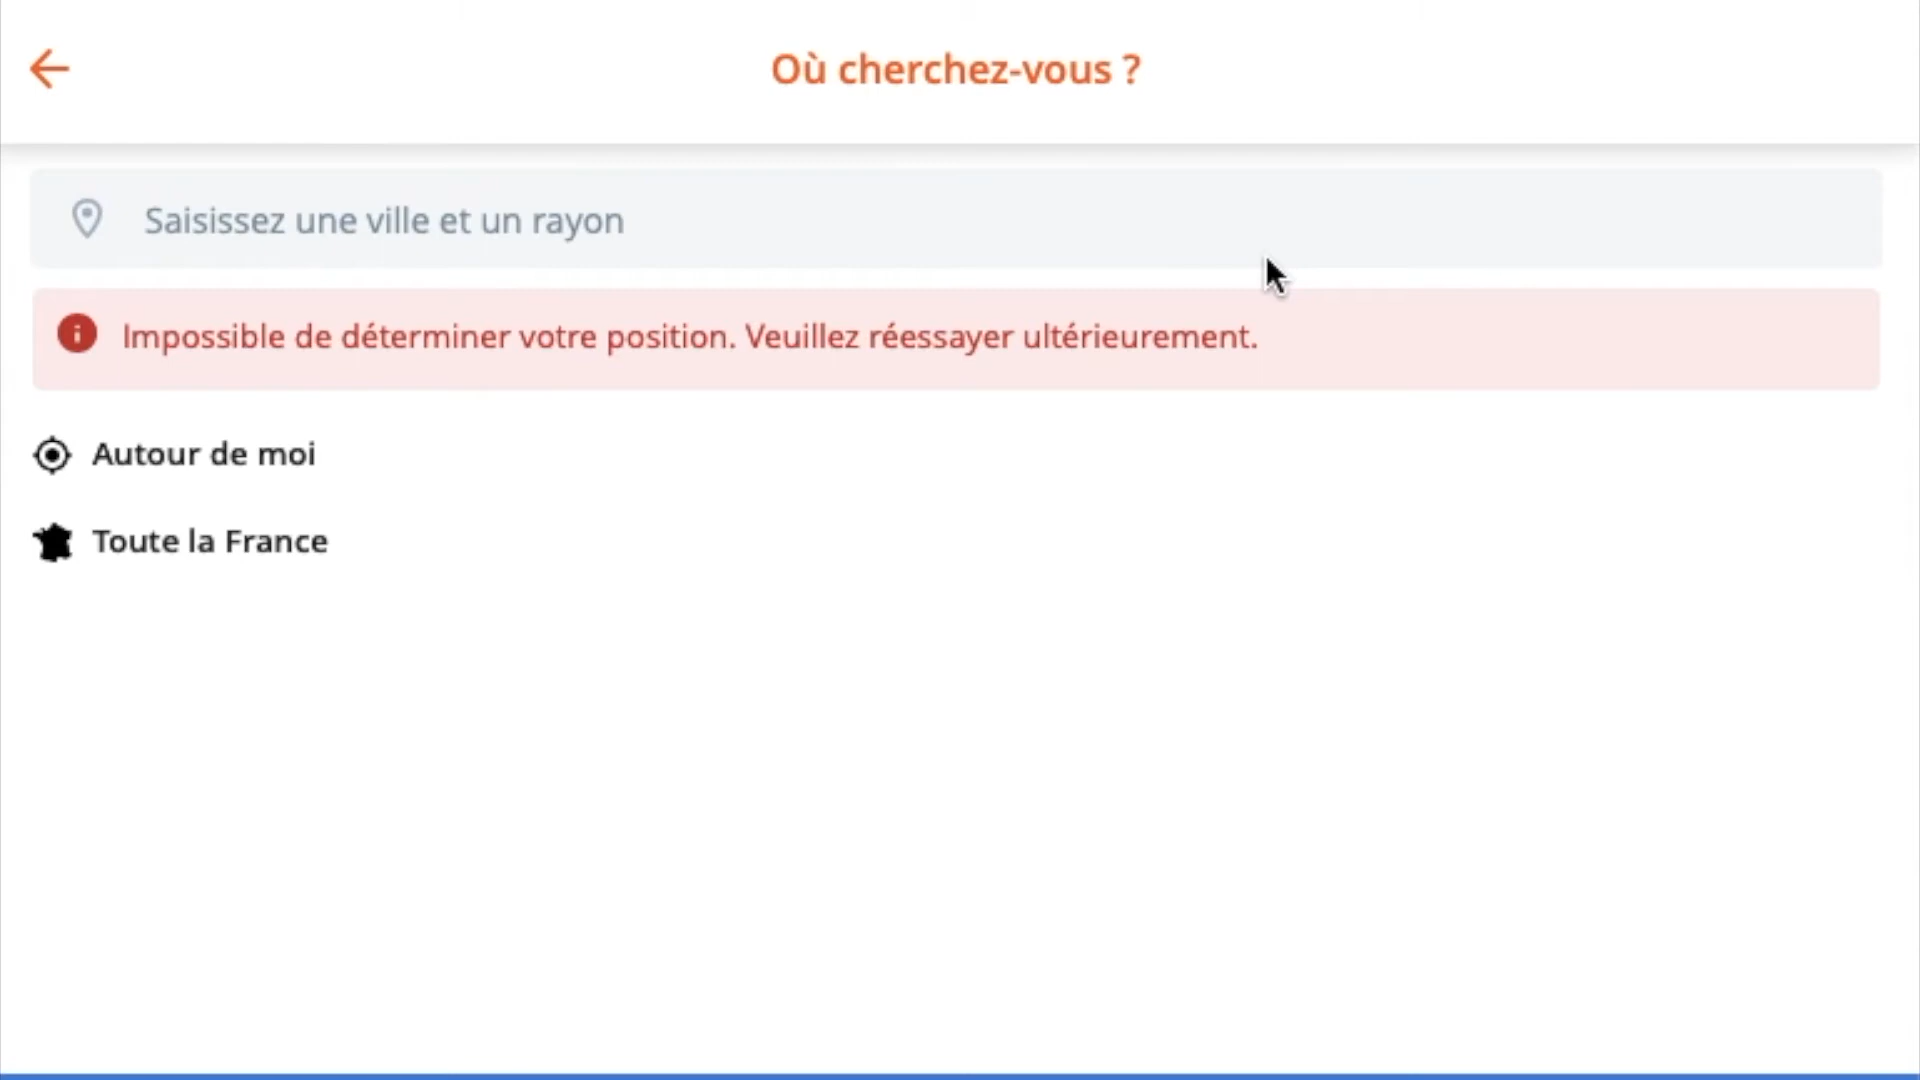 Où cherchez-vous ?
Saisissez une ville et un rayon
Impossible de déterminer votre position. Veuillez réessayer ultérieurement.
Autour de moi
Toute la France